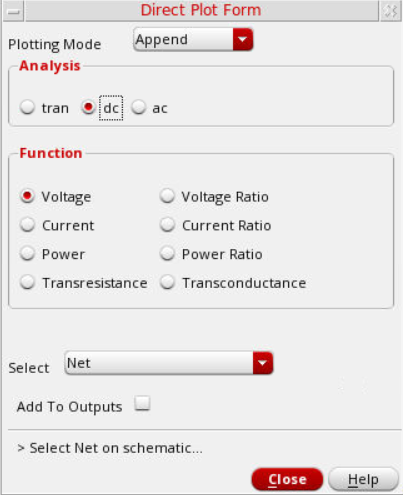 Direct Plot Form
Plotting Mode Append
Analysis
tran dc ac
Function
Voltage Voltage Ratio
Current Current Ratio
Power Power Ratio
Transresistance Transconductance
Select Net
Add To Outputs
> Select Net on schematic...
Close Help